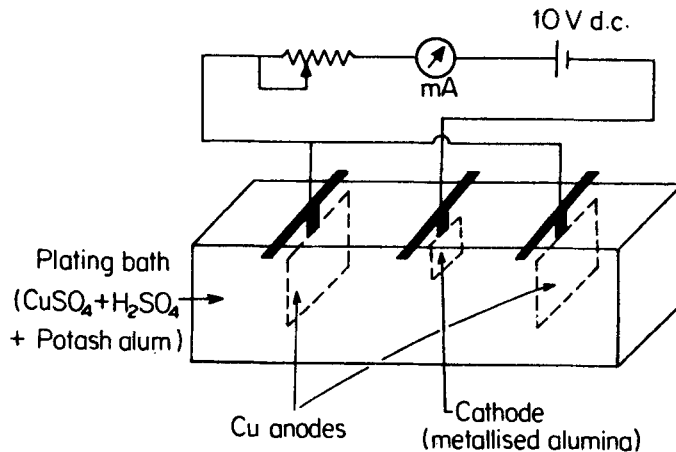 10 V d.c.
mA
Plating bath
(CuSO₄+H₂SO₄
+ Potash alum)
Cu anodes
Cathode
(metallised alumina)